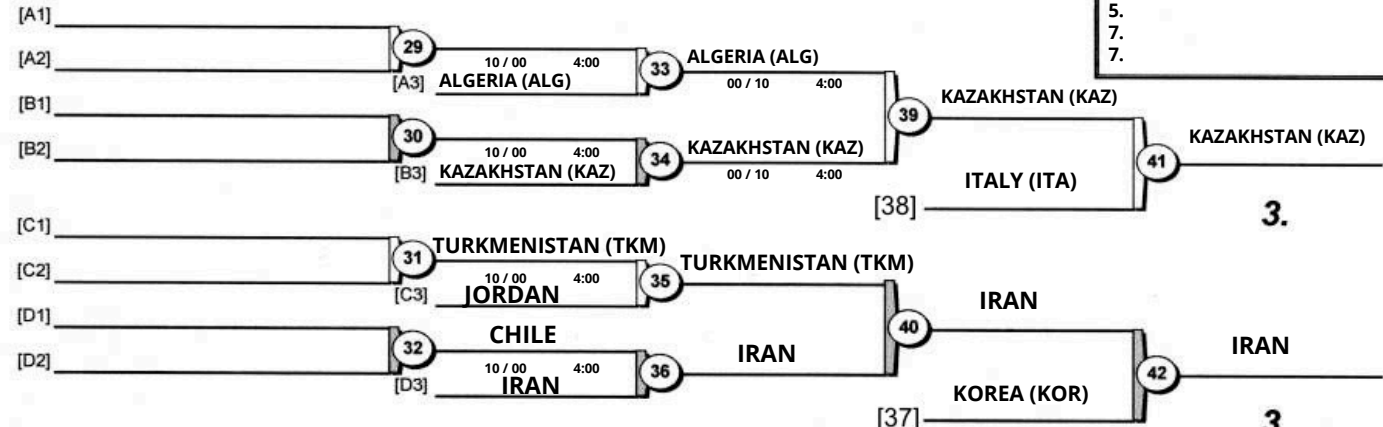 [A1]
5.
7.
[A2]
29
10 / 00 4:00
33
ALGERIA (ALG)
7.
[A3]
ALGERIA (ALG)
00 / 10 4:00
[B1]
39
KAZAKHSTAN (KAZ)
30
10 / 00 4:00
34
KAZAKHSTAN (KAZ)
41
KAZAKHSTAN (KAZ)
[B2]
[B3]
KAZAKHSTAN (KAZ)
00 / 10 4:00
ITALY (ITA)
[38]
3.
[C1]
31
TURKMENISTAN (TKM)
10 / 00 4:00
35
TURKMENISTAN (TKM)
[C2]
[C3]
JORDAN
IRAN
[D1]
32
CHILE
40
10 / 00 4:00
36
IRAN
42
IRAN
[D2]
[D3]
IRAN
KOREA (KOR)
[37]
3